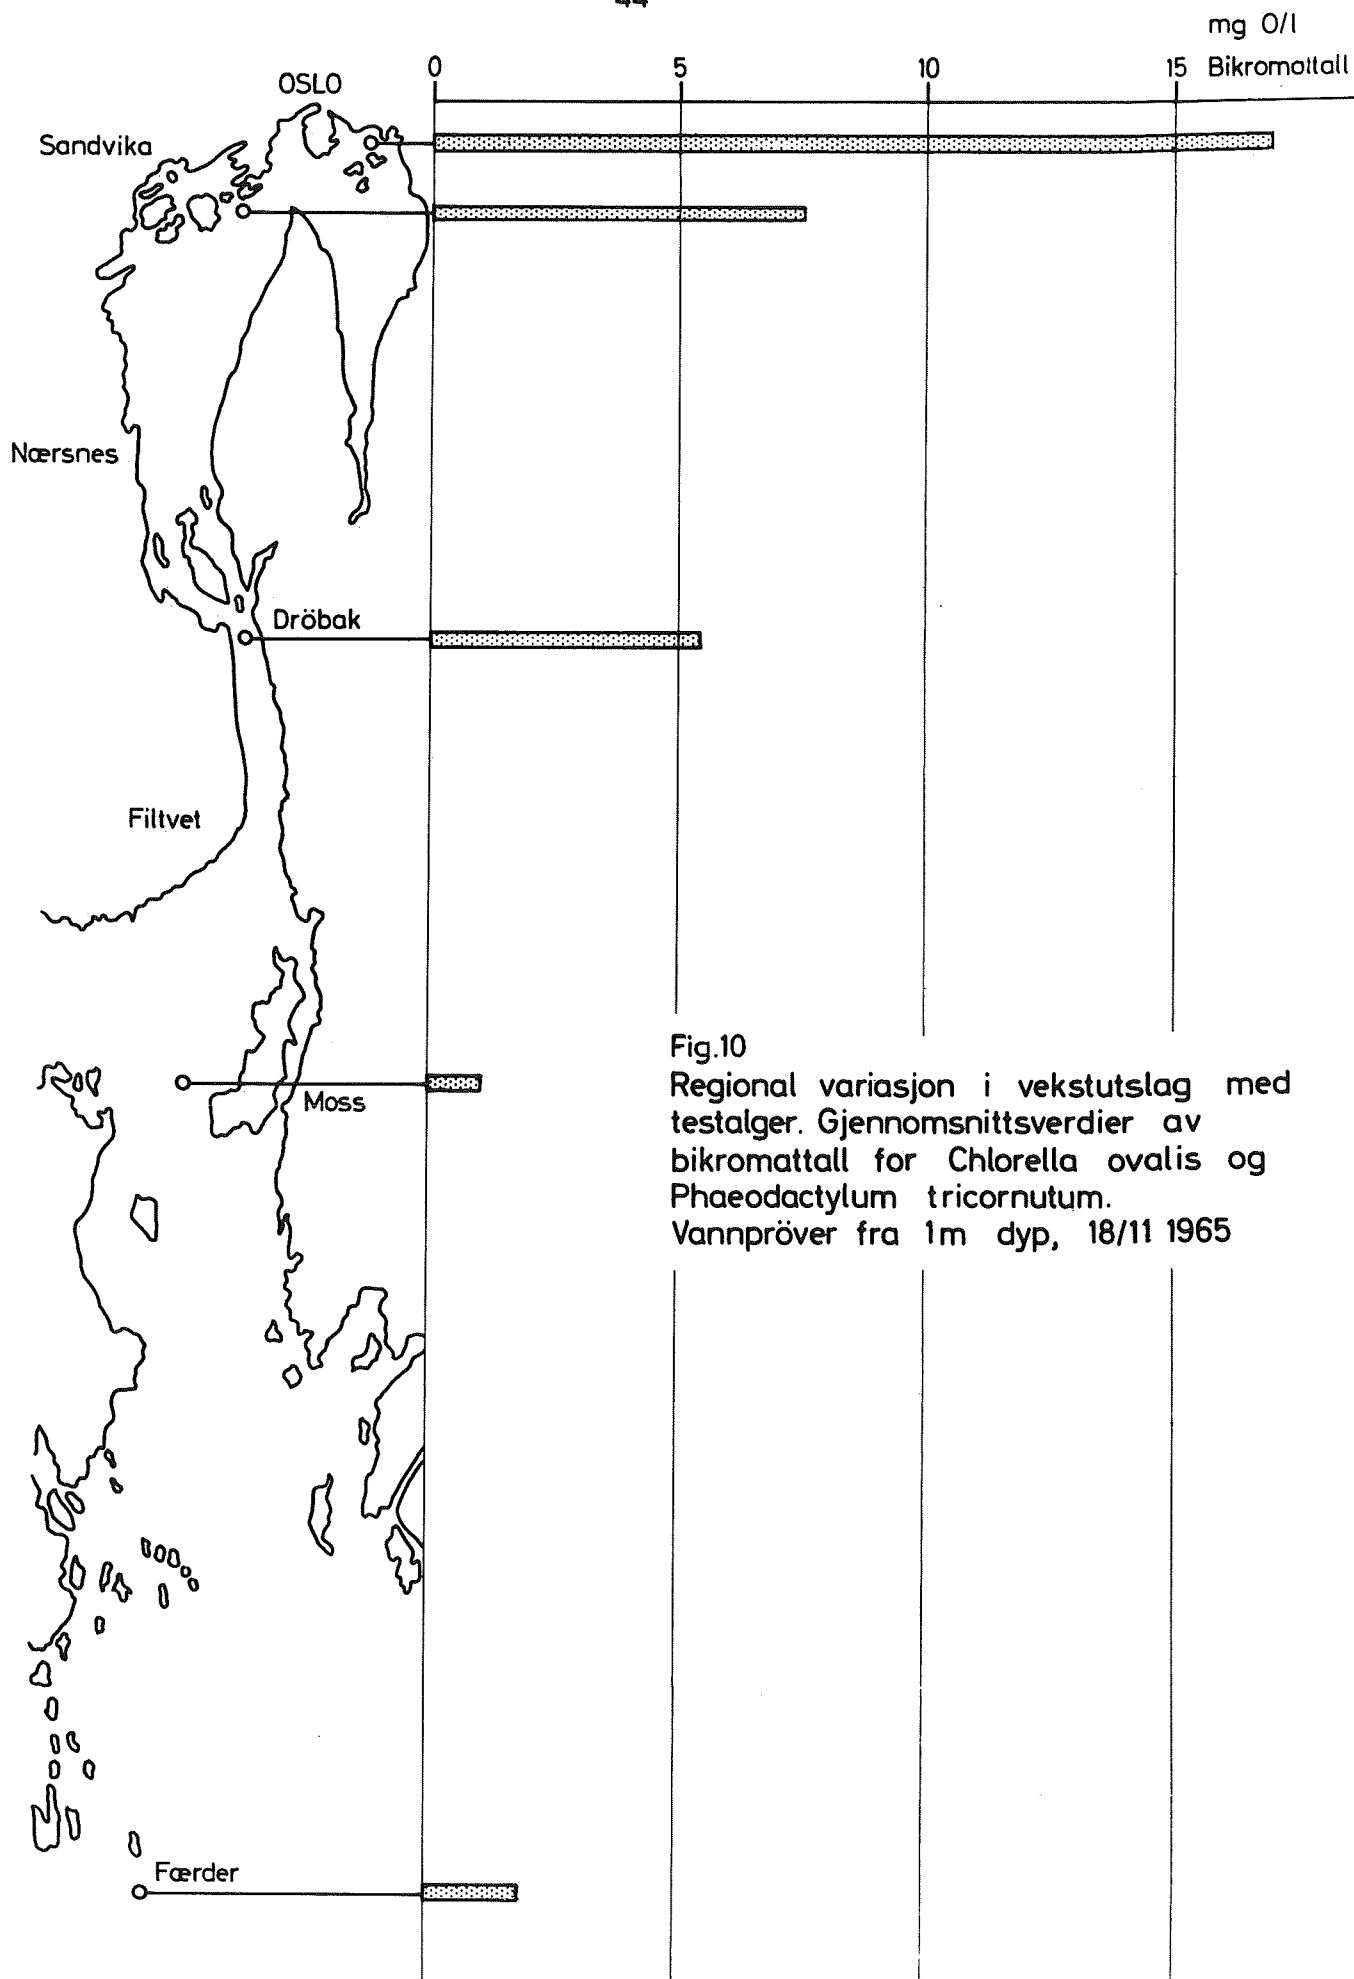 44
mg O/l
0 5 10 15 Bikromattall
OSLO
Sandvika
Nærsnes
Dröbak
Filtvet
Moss
Fig.10
Regional variasjon i vekstutslag med
testalger. Gjennomsnittsverdier av
bikromattall for Chlorella ovalis og
Phaeodactylum tricornutum.
Vannpröver fra 1m dyp, 18/11 1965
Færder